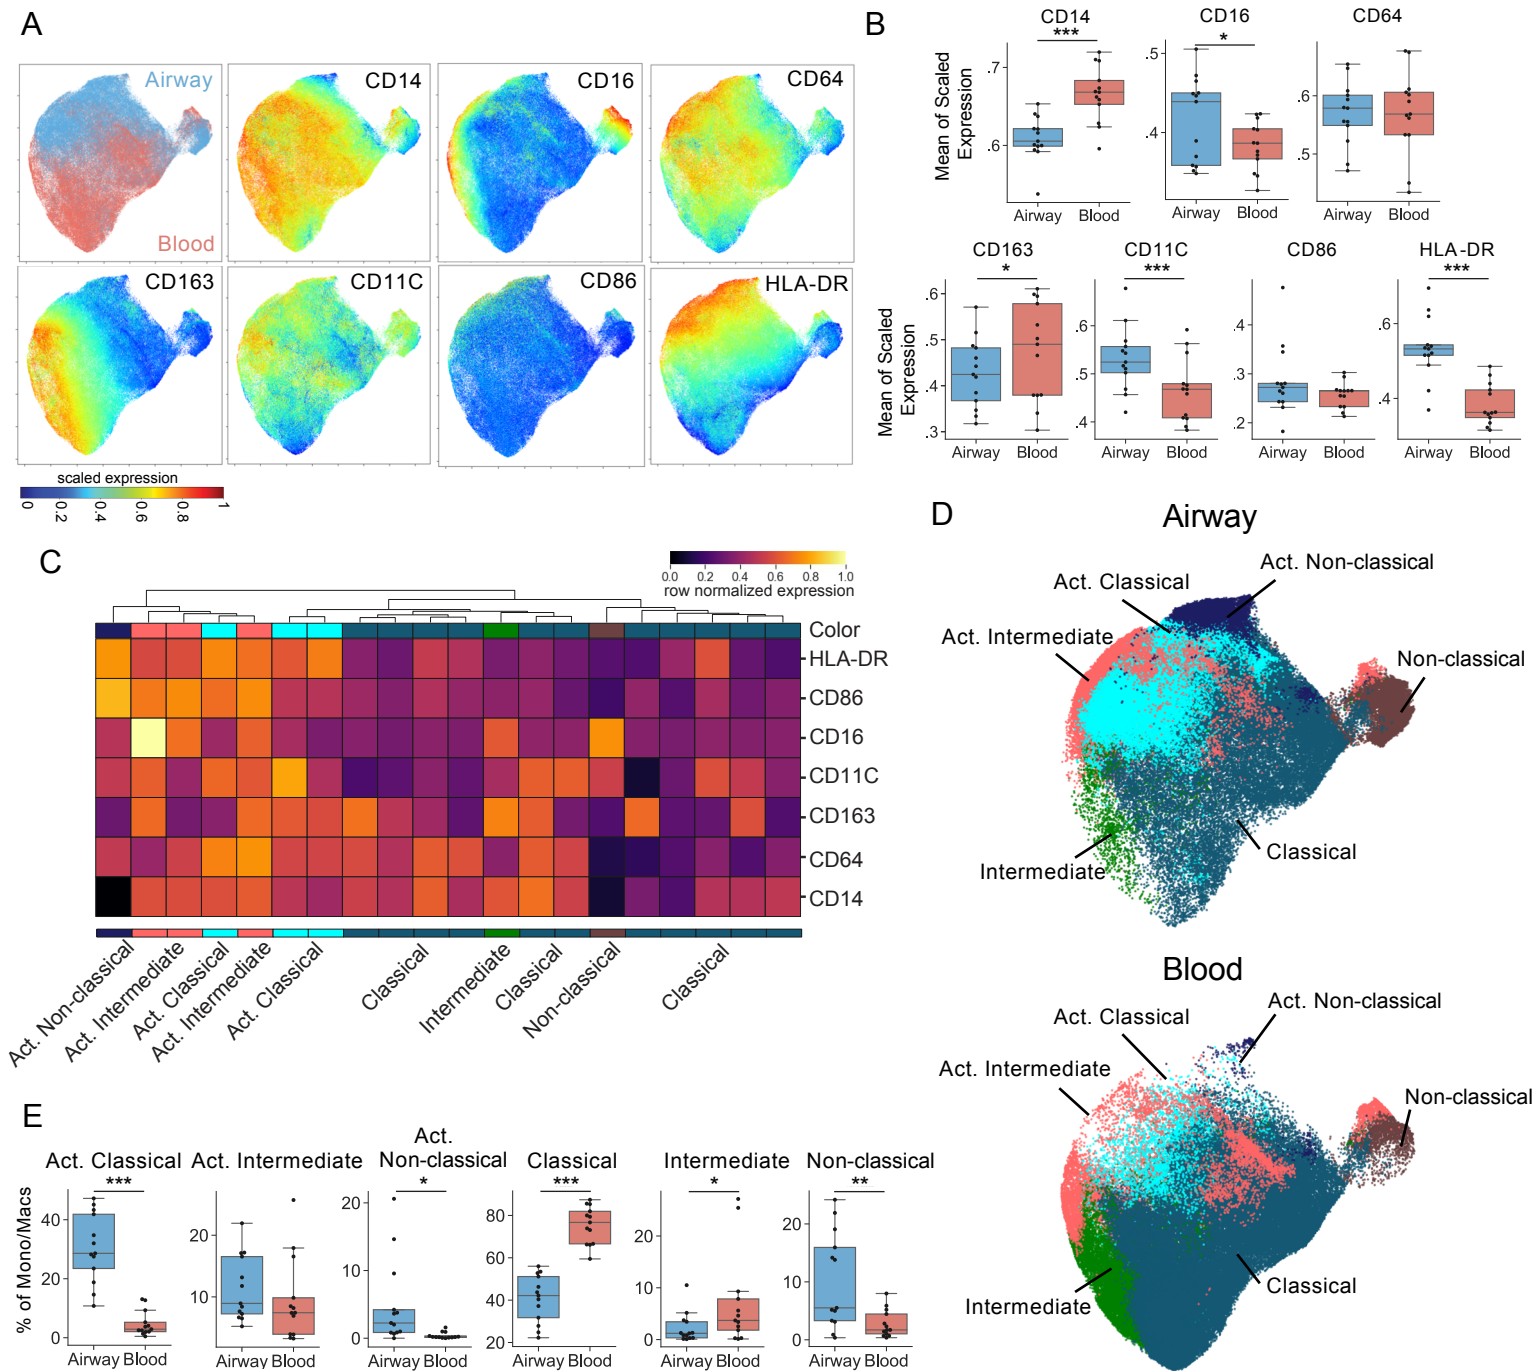 A
Airway
Blood
CD14
CD16
CD64
CD163
CD11C
CD86
HLA-DR
scaled expression
0 0.2 0.4 0.6 0.8 1
B
CD14 CD16 CD64
*** *
Mean of Scaled
Expression
.7
.6
.5
.4
.6
.5
Airway Blood Airway Blood Airway Blood
CD163 CD11C CD86 HLA-DR
* *** ***
Mean of Scaled
Expression
.6
.5
.4
.3
.6
.5
.4
.4
.3
.2
.6
.4
Airway Blood Airway Blood Airway Blood Airway Blood
C
0.0 0.2 0.4 0.6 0.8 1.0
row normalized expression
Color
HLA-DR
CD86
CD16
CD11C
CD163
CD64
CD14
Act. Non-classical
Act. Intermediate
Act. Classical
Act. Intermediate
Act. Classical
Classical
Intermediate
Classical
Non-classical
Classical
D
Airway
Act. Non-classical
Act. Classical
Act. Intermediate
Non-classical
Classical
Intermediate
Blood
Act. Non-classical
Act. Classical
Act. Intermediate
Non-classical
Classical
Intermediate
E
Act. Classical
***
% of Mono/Macs
40
20
0
Airway Blood
Act. Intermediate
20
10
Airway Blood
Act.
Non-classical
*
20
10
0
Airway Blood
Classical
***
80
60
40
20
Airway Blood
Intermediate
*
20
10
0
Airway Blood
Non-classical
**
20
10
0
Airway Blood